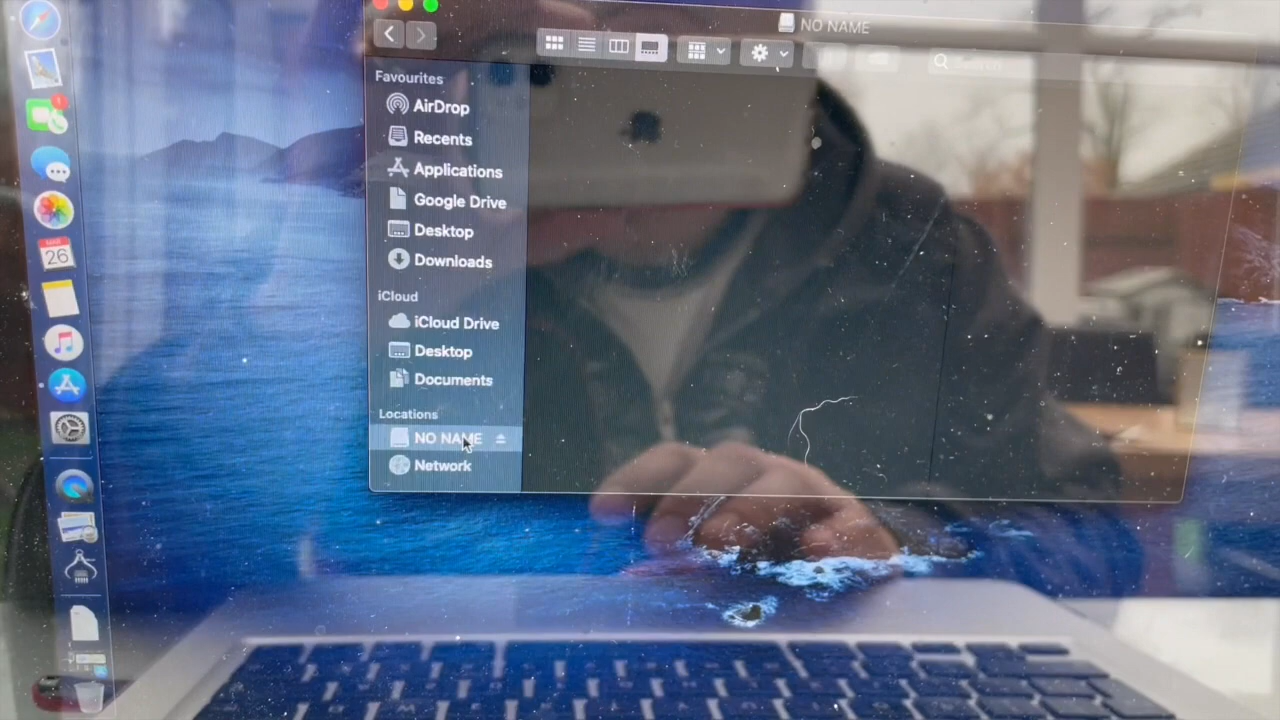 NO NAME
Favourites
AirDrop
Recents
Applications
Google Drive
Desktop
Downloads
iCloud
iCloud Drive
Desktop
Documents
Locations
NO NAME
Network
1
26